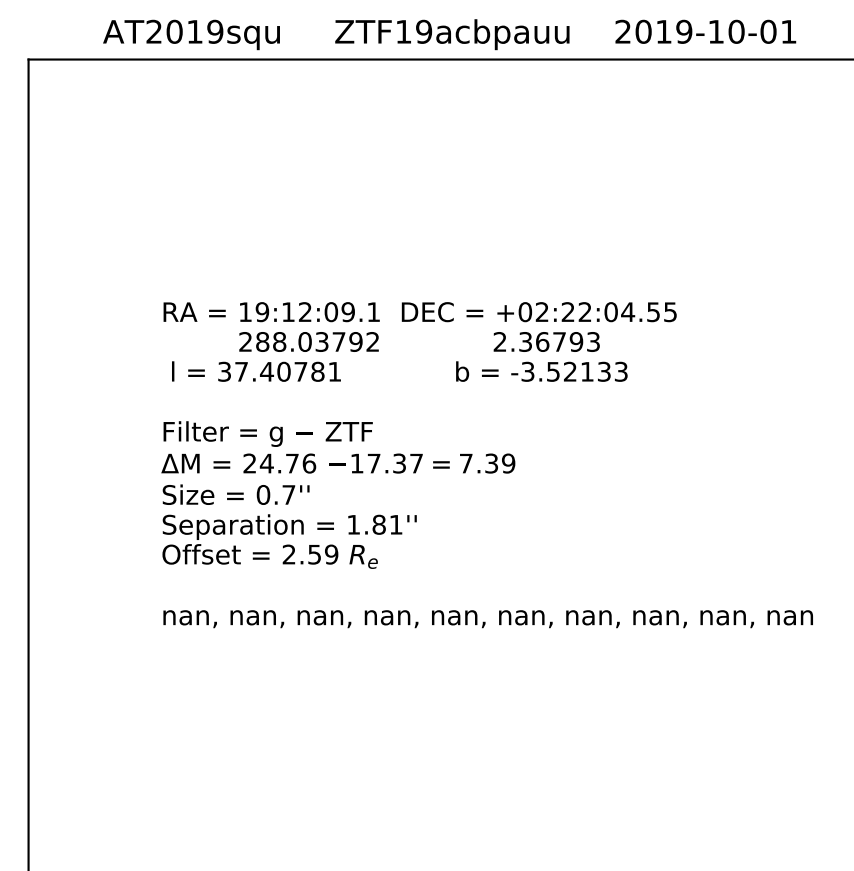 AT2019squ ZTF19acbpauu 2019-10-01
RA = 19:12:09.1 DEC = +02:22:04.55
288.03792 2.36793
l = 37.40781 b = -3.52133
Filter = g − ZTF
ΔM = 24.76 −17.37 = 7.39
Size = 0.7''
Separation = 1.81''
Offset = 2.59 Re
nan, nan, nan, nan, nan, nan, nan, nan, nan, nan